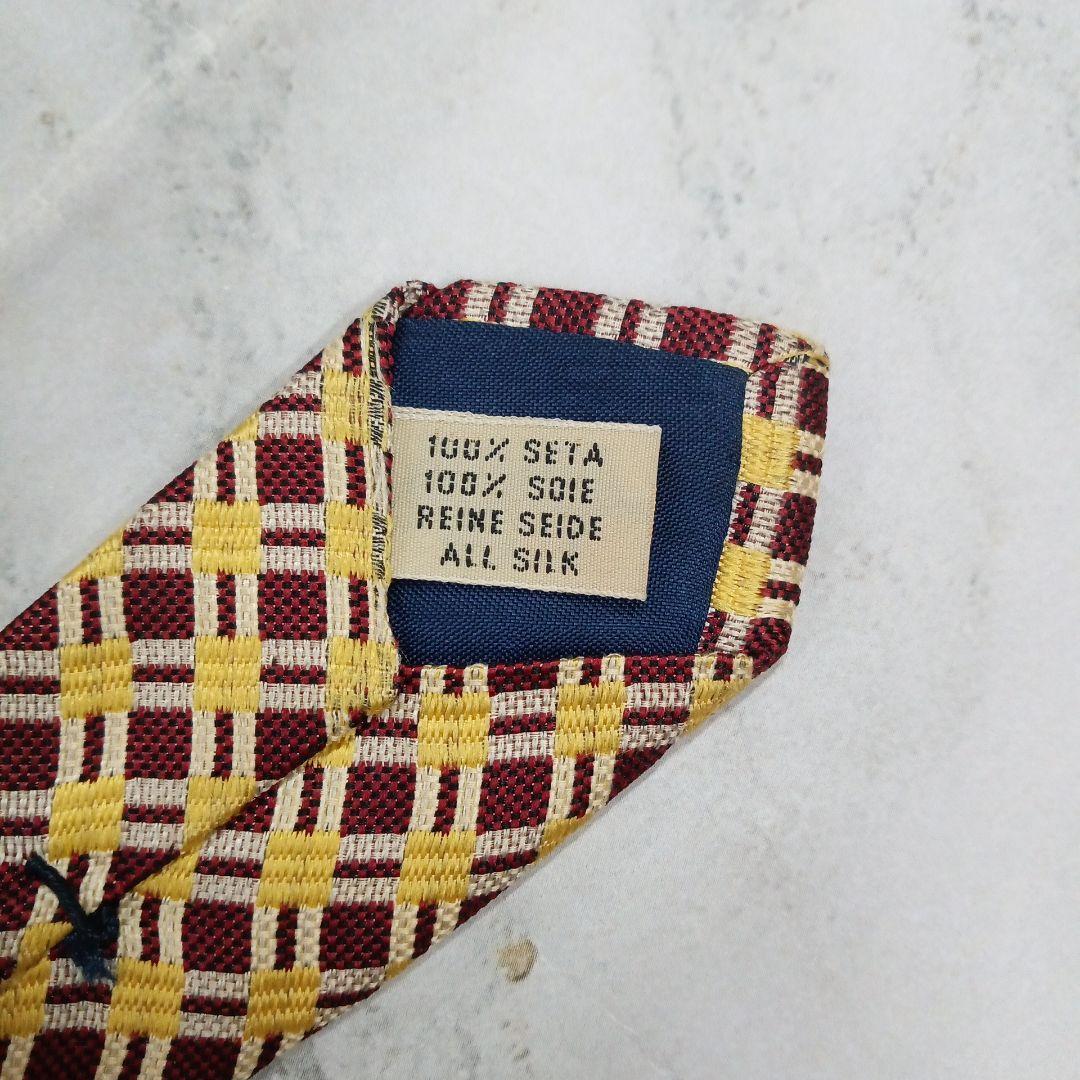 100% SETA
100% SOIE
REINE SEIDE
ALL SILK